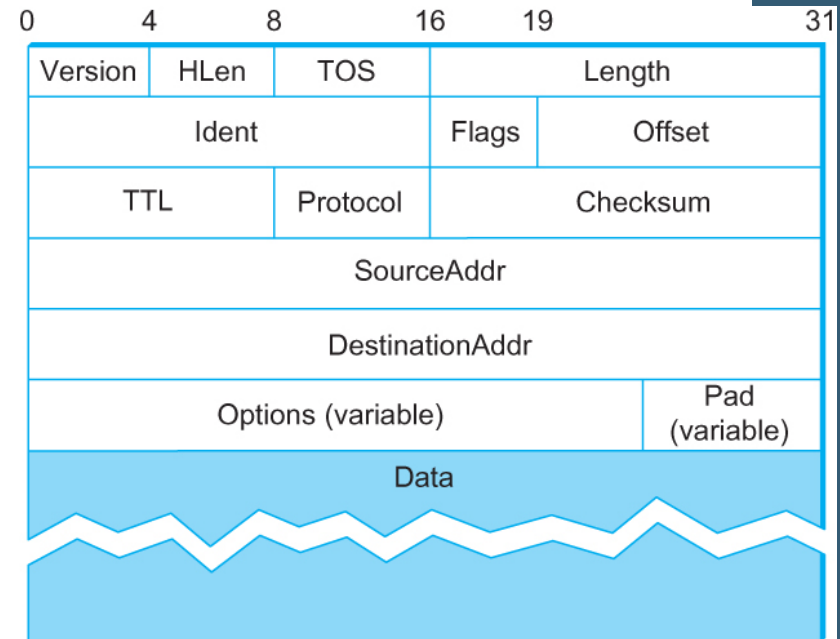 0 4 8 16 19 31
Version HLen TOS Length
Ident Flags Offset
TTL Protocol Checksum
SourceAddr
DestinationAddr
Options (variable) Pad
(variable)
Data